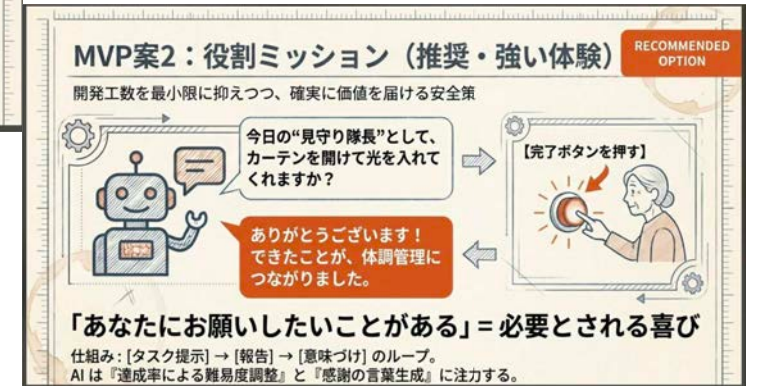 MVP案2：役割ミッション（推奨・強い体験）
RECOMMENDED
OPTION
開発工数を最小限に抑えつつ、確実に価値を届ける安全策
今日の“見守り隊長”として、
カーテンを開けて光を入れて
くれますか？
【完了ボタンを押す】
ありがとうございます！
できたことが、体調管理に
つながりました。
「あなたにお願いしたいことがある」= 必要とされる喜び
仕組み : [タスク提示] → [報告] → [意味づけ] のループ。
AI は『達成率による難易度調整』と『感謝の言葉生成』に注力する。